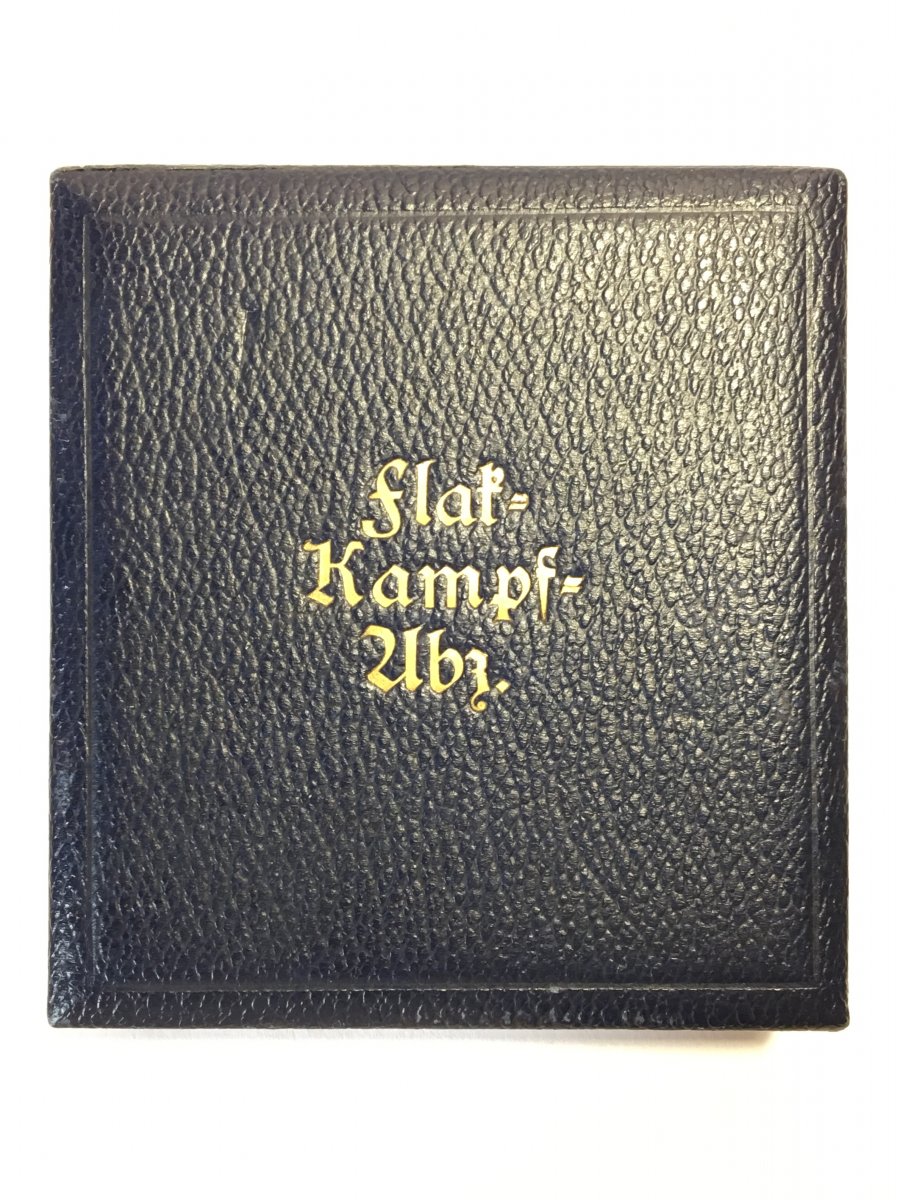 Flak-
Kampf-
Abz.